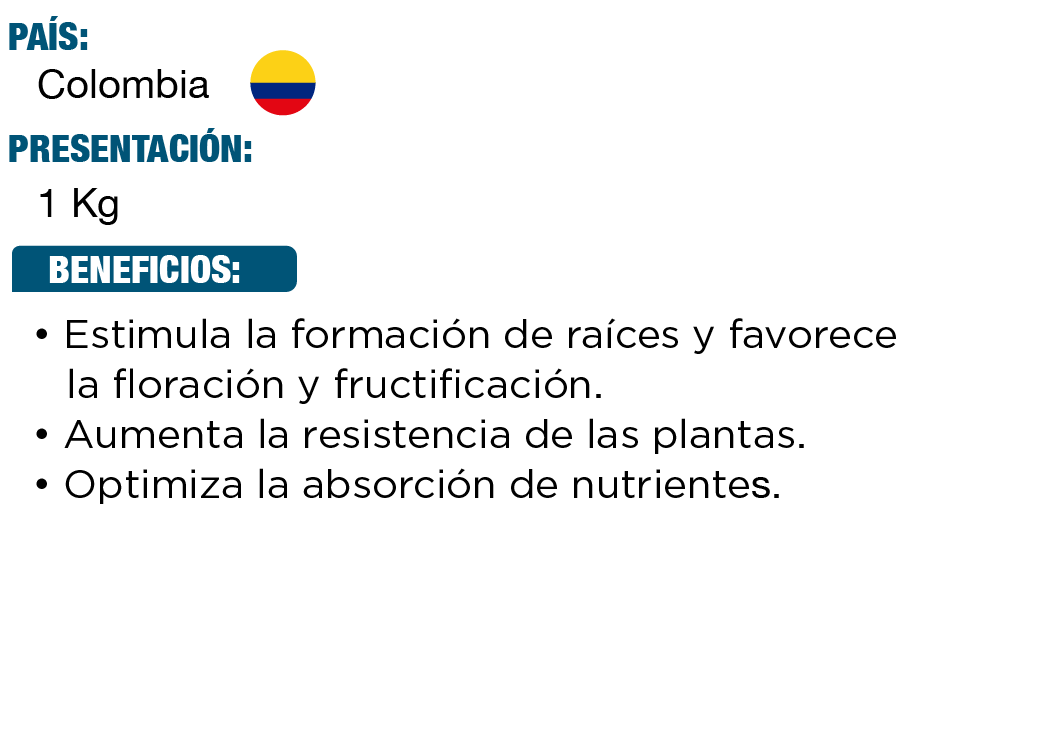 PAÍS:
Colombia
PRESENTACIÓN:
1 Kg
BENEFICIOS:
• Estimula la formación de raíces y favorece
la floración y fructificación.
• Aumenta la resistencia de las plantas.
• Optimiza la absorción de nutrientes.